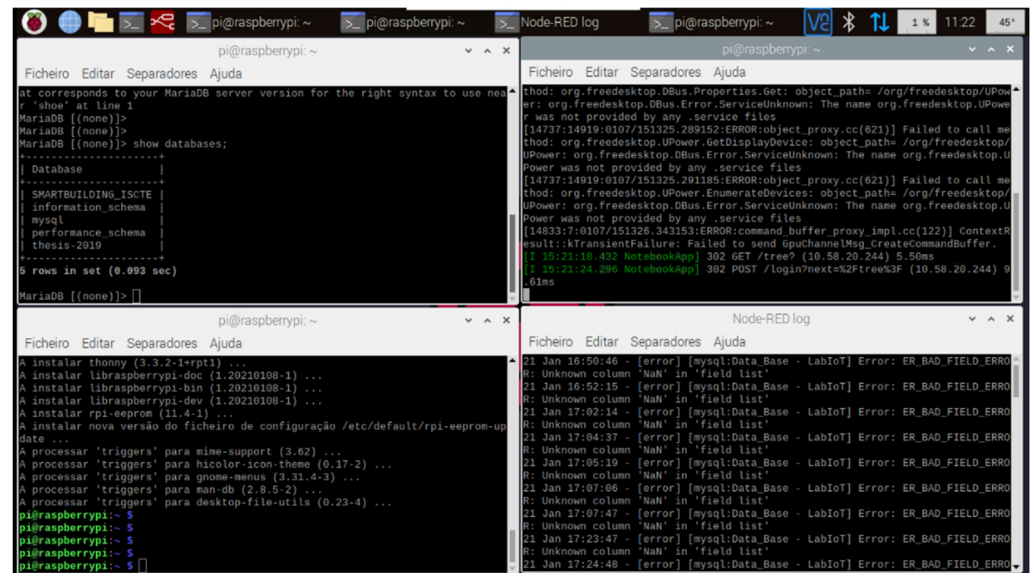 pi@raspberrypi: ~
pi@raspberrypi: ~
Node-RED log
pi@raspberrypi: ~
1 %
11:22
45°
pi@raspberrypi: ~
Ficheiro Editar Separadores Ajuda
at corresponds to your MariaDB server version for the right syntax to use nea
r 'shoe' at line 1
MariaDB [(none)]>
MariaDB [(none)]>
MariaDB [(none)]> show databases;
+--------------------+
| Database |
+--------------------+
| SMARTBUILDING_ISCTE |
| information_schema |
| mysql |
| performance_schema |
| thesis-2019 |
+--------------------+
5 rows in set (0.093 sec)
MariaDB [(none)]>
pi@raspberrypi: ~
Ficheiro Editar Separadores Ajuda
thod: org.freedesktop.DBus.Properties.Get: object_path= /org/freedesktop/UPow
er: org.freedesktop.DBus.Error.ServiceUnknown: The name org.freedesktop.UPowe
r was not provided by any .service files
[14737:14919:0107/151325.289152:ERROR:object_proxy.cc(621)] Failed to call me
thod: org.freedesktop.UPower.GetDisplayDevice: object_path= /org/freedesktop/
UPower: org.freedesktop.DBus.Error.ServiceUnknown: The name org.freedesktop.U
Power was not provided by any .service files
[14737:14919:0107/151325.291185:ERROR:object_proxy.cc(621)] Failed to call me
thod: org.freedesktop.UPower.EnumerateDevices: object_path= /org/freedesktop/
UPower: org.freedesktop.DBus.Error.ServiceUnknown: The name org.freedesktop.U
Power was not provided by any .service files
[14833:7:0107/151326.343153:ERROR:command_buffer_proxy_impl.cc(122)] ContextR
esult::kTransientFailure: Failed to send GpuChannelMsg_CreateCommandBuffer.
[I 15:21:18.432 NotebookApp] 302 GET /tree? (10.58.20.244) 5.50ms
[I 15:21:24.296 NotebookApp] 302 POST /login?next=%2Ftree%3F (10.58.20.244) 9
.61ms
pi@raspberrypi: ~
Ficheiro Editar Separadores Ajuda
A instalar thonny (3.3.2-1+rpt1) ...
A instalar libraspberrypi-doc (1.20210108-1) ...
A instalar libraspberrypi-bin (1.20210108-1) ...
A instalar libraspberrypi-dev (1.20210108-1) ...
A instalar rpi-eeprom (11.4-1) ...
A instalar nova versão do ficheiro de configuração /etc/default/rpi-eeprom-up
date ...
A processar 'triggers' para mime-support (3.62) ...
A processar 'triggers' para hicolor-icon-theme (0.17-2) ...
A processar 'triggers' para gnome-menus (3.31.4-3) ...
A processar 'triggers' para man-db (2.8.5-2) ...
A processar 'triggers' para desktop-file-utils (0.23-4) ...
pi@raspberrypi:~ $
pi@raspberrypi:~ $
pi@raspberrypi:~ $
pi@raspberrypi:~ $
pi@raspberrypi:~ $
Node-RED log
Ficheiro Editar Separadores Ajuda
21 Jan 16:50:46 - [error] [mysql:Data_Base - LabIoT] Error: ER_BAD_FIELD_ERRO
R: Unknown column 'NaN' in 'field list'
21 Jan 16:52:15 - [error] [mysql:Data_Base - LabIoT] Error: ER_BAD_FIELD_ERRO
R: Unknown column 'NaN' in 'field list'
21 Jan 17:02:14 - [error] [mysql:Data_Base - LabIoT] Error: ER_BAD_FIELD_ERRO
R: Unknown column 'NaN' in 'field list'
21 Jan 17:04:37 - [error] [mysql:Data_Base - LabIoT] Error: ER_BAD_FIELD_ERRO
R: Unknown column 'NaN' in 'field list'
21 Jan 17:05:19 - [error] [mysql:Data_Base - LabIoT] Error: ER_BAD_FIELD_ERRO
R: Unknown column 'NaN' in 'field list'
21 Jan 17:07:06 - [error] [mysql:Data_Base - LabIoT] Error: ER_BAD_FIELD_ERRO
R: Unknown column 'NaN' in 'field list'
21 Jan 17:07:47 - [error] [mysql:Data_Base - LabIoT] Error: ER_BAD_FIELD_ERRO
R: Unknown column 'NaN' in 'field list'
21 Jan 17:23:47 - [error] [mysql:Data_Base - LabIoT] Error: ER_BAD_FIELD_ERRO
R: Unknown column 'NaN' in 'field list'
21 Jan 17:24:48 - [error] [mysql:Data_Base - LabIoT] Error: ER_BAD_FIELD_ERRO